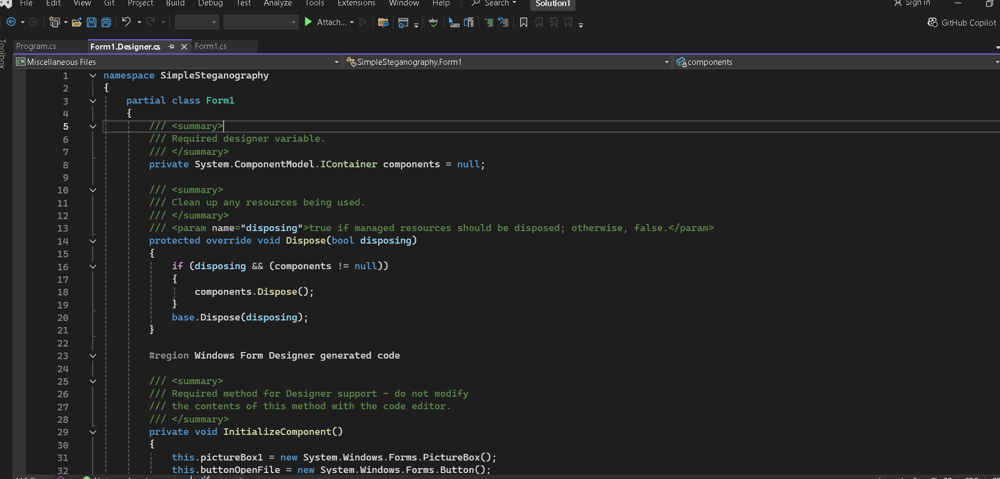 File Edit View Git Project Build Debug Test Analyze Tools Extensions Window Help Search Solution1 Sign in
Attach... abc GitHub Copilot
Toolbox
Program.cs Form1.Designer.cs Form1.cs
C# Miscellaneous Files SimpleSteganography.Form1 components
1 namespace SimpleSteganography
2 {
3 partial class Form1
4 {
5 /// <summary>
6 /// Required designer variable.
7 /// </summary>
8 private System.ComponentModel.IContainer components = null;
9
10 /// <summary>
11 /// Clean up any resources being used.
12 /// </summary>
13 /// <param name="disposing">true if managed resources should be disposed; otherwise, false.</param>
14 protected override void Dispose(bool disposing)
15 {
16 if (disposing && (components != null))
17 {
18 components.Dispose();
19 }
20 base.Dispose(disposing);
21 }
22
23 #region Windows Form Designer generated code
24
25 /// <summary>
26 /// Required method for Designer support - do not modify
27 /// the contents of this method with the code editor.
28 /// </summary>
29 private void InitializeComponent()
30 {
31 this.pictureBox1 = new System.Windows.Forms.PictureBox();
32 this.buttonOpenFile = new System.Windows.Forms.Button();